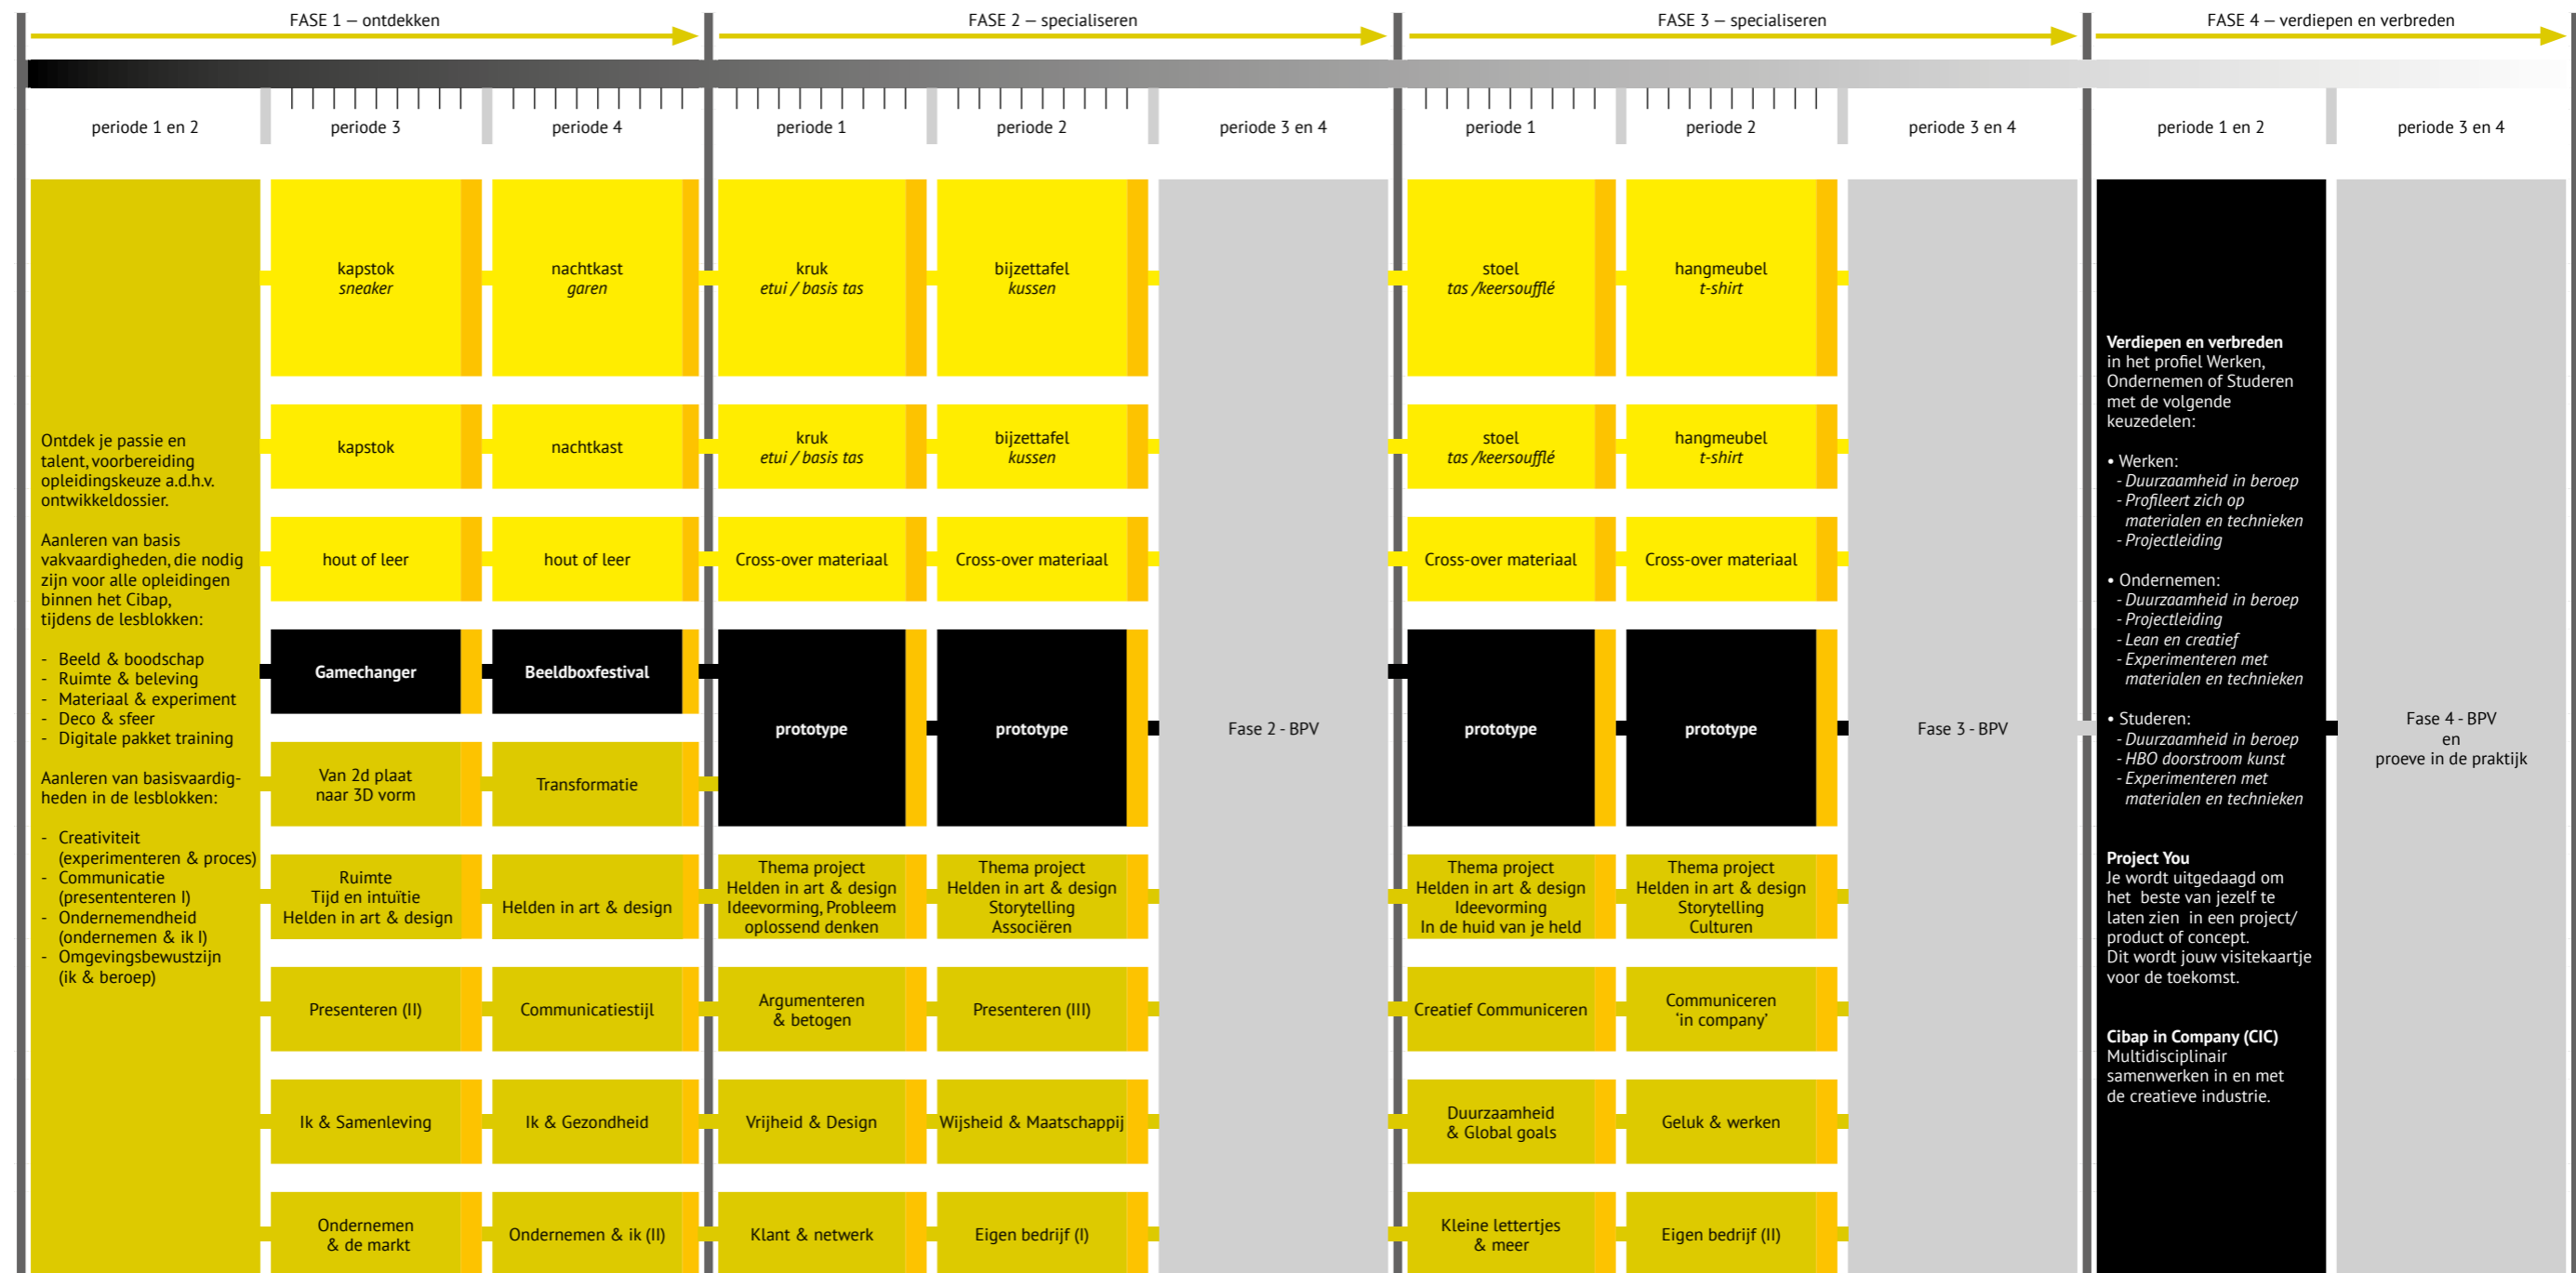 FASE 1 — ontdekken
FASE 2 — specialiseren
FASE 3 — specialiseren
FASE 4 — verdiepen en verbreden
periode 1 en 2
periode 3
periode 4
periode 1
periode 2
periode 3 en 4
periode 1
periode 2
periode 3 en 4
periode 1 en 2
periode 3 en 4
Ontdek je passie en
talent, voorbereiding
opleidingskeuze a.d.h.v.
ontwikkeldossier.
Aanleren van basis
vakvaardigheden, die nodig
zijn voor alle opleidingen
binnen het Cibap,
tijdens de lesblokken:
- Beeld & boodschap
- Ruimte & beleving
- Materiaal & experiment
- Deco & sfeer
- Digitale pakket training
Aanleren van basisvaardig-
heden in de lesblokken:
- Creativiteit
(experimenteren & proces)
- Communicatie
(presententeren I)
- Ondernemendheid
(ondernemen & ik I)
- Omgevingsbewustzijn
(ik & beroep)
kapstok
sneaker
kapstok
hout of leer
Gamechanger
Van 2d plaat
naar 3D vorm
Ruimte
Tijd en intuïtie
Helden in art & design
Presenteren (II)
Ik & Samenleving
Ondernemen
& de markt
nachtkast
garen
nachtkast
hout of leer
Beeldboxfestival
Transformatie
Helden in art & design
Communicatiestijl
Ik & Gezondheid
Ondernemen & ik (II)
kruk
etui / basis tas
kruk
etui / basis tas
Cross-over materiaal
prototype
Thema project
Helden in art & design
Ideevorming, Probleem
oplossend denken
Argumenteren
& betogen
Vrijheid & Design
Klant & netwerk
bijzettafel
kussen
bijzettafel
kussen
Cross-over materiaal
prototype
Thema project
Helden in art & design
Storytelling
Associëren
Presenteren (III)
Wijsheid & Maatschappij
Eigen bedrijf (I)
Fase 2 - BPV
stoel
tas /keersoufflé
stoel
tas /keersoufflé
Cross-over materiaal
prototype
Thema project
Helden in art & design
Ideevorming
In de huid van je held
Creatief Communiceren
Duurzaamheid
& Global goals
Kleine lettertjes
& meer
hangmeubel
t-shirt
hangmeubel
t-shirt
Cross-over materiaal
prototype
Thema project
Helden in art & design
Storytelling
Culturen
Communiceren
‘in company’
Geluk & werken
Eigen bedrijf (II)
Fase 3 - BPV
Verdiepen en verbreden
in het profiel Werken,
Ondernemen of Studeren
met de volgende
keuzedelen:
• Werken:
- Duurzaamheid in beroep
- Profileert zich op
materialen en technieken
- Projectleiding
• Ondernemen:
- Duurzaamheid in beroep
- Projectleiding
- Lean en creatief
- Experimenteren met
materialen en technieken
• Studeren:
- Duurzaamheid in beroep
- HBO doorstroom kunst
- Experimenteren met
materialen en technieken
Project You
Je wordt uitgedaagd om
het beste van jezelf te
laten zien in een project/
product of concept.
Dit wordt jouw visitekaartje
voor de toekomst.
Cibap in Company (CIC)
Multidisciplinair
samenwerken in en met
de creatieve industrie.
Fase 4 - BPV
en
proeve in de praktijk